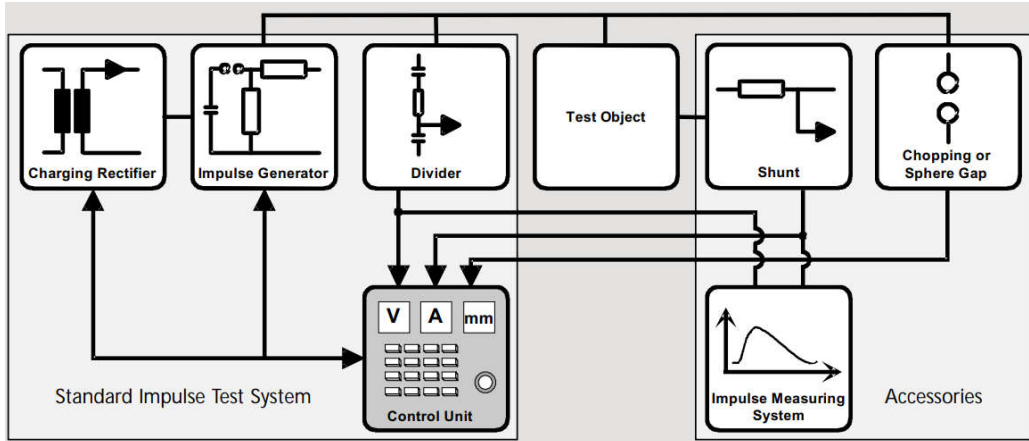 Charging Rectifier
Impulse Generator
Divider
Test Object
Shunt
Chopping or
Sphere Gap
V
A
mm
Control Unit
Impulse Measuring
System
Standard Impulse Test System
Accessories